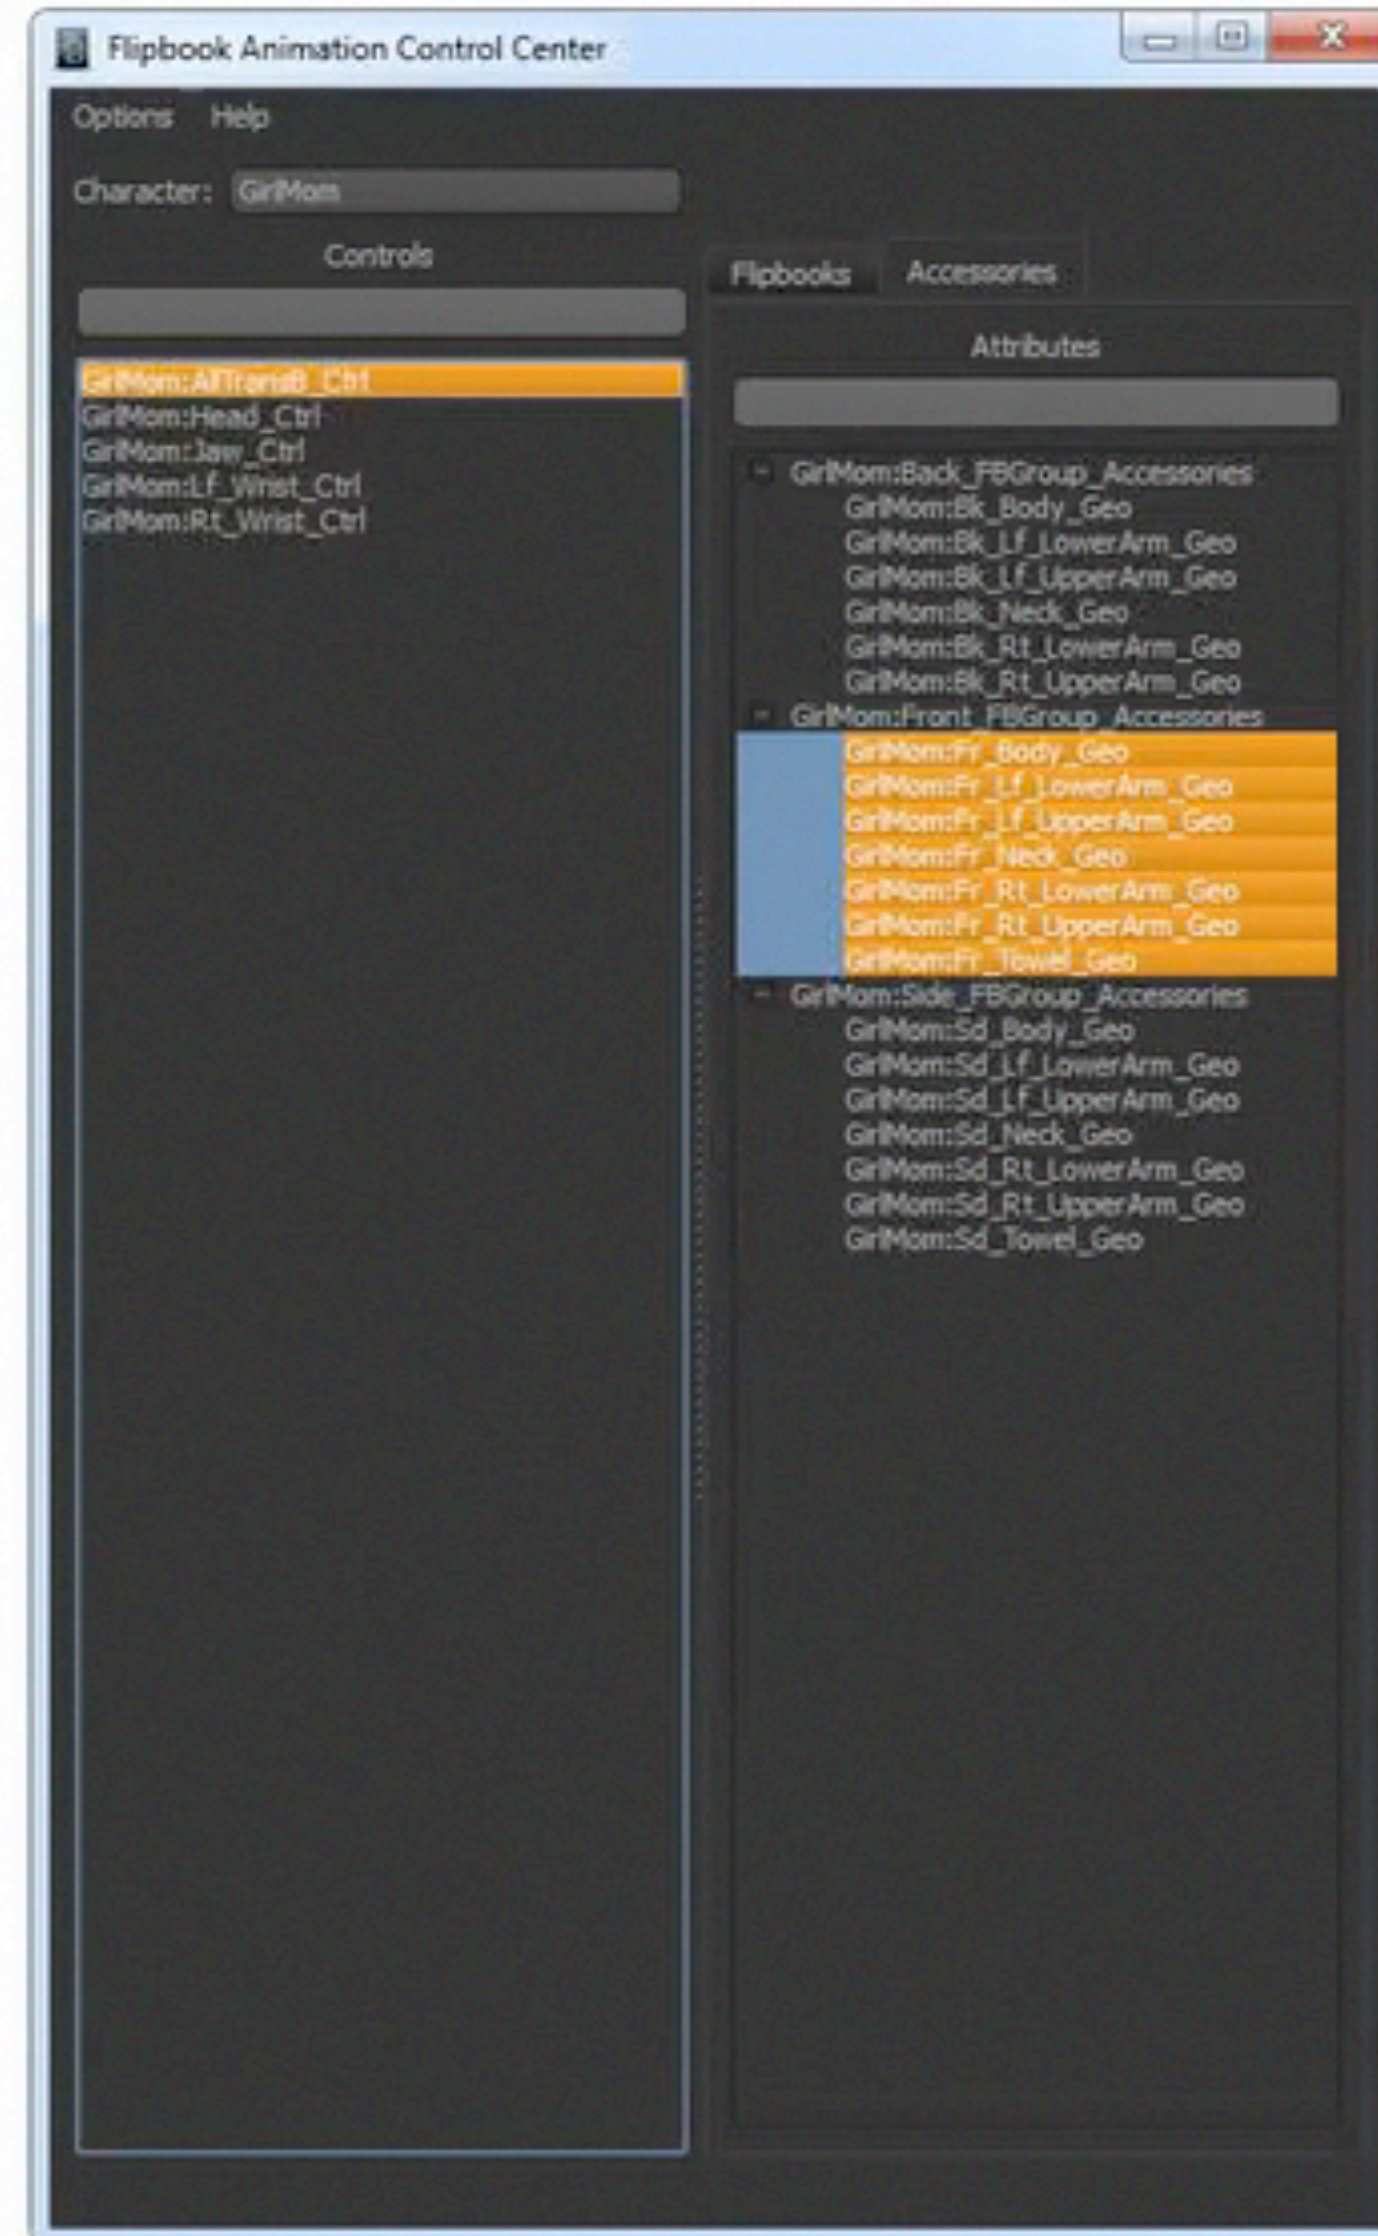 Flipbook Animation Control Center
Options Help
Character: GirlMom
Controls
GirlMom:AllTransB_Ctrl
GirlMom:Head_Ctrl
GirlMom:Jaw_Ctrl
GirlMom:Lf_Wrist_Ctrl
GirlMom:Rt_Wrist_Ctrl
Flipbooks Accessories
Attributes
GirlMom:Back_FBGroup_Accessories
GirlMom:Bk_Body_Geo
GirlMom:Bk_Lf_LowerArm_Geo
GirlMom:Bk_Lf_UpperArm_Geo
GirlMom:Bk_Neck_Geo
GirlMom:Bk_Rt_LowerArm_Geo
GirlMom:Bk_Rt_UpperArm_Geo
GirlMom:Front_FBGroup_Accessories
GirlMom:Fr_Body_Geo
GirlMom:Fr_Lf_LowerArm_Geo
GirlMom:Fr_Lf_UpperArm_Geo
GirlMom:Fr_Neck_Geo
GirlMom:Fr_Rt_LowerArm_Geo
GirlMom:Fr_Rt_UpperArm_Geo
GirlMom:Fr_Towel_Geo
GirlMom:Side_FBGroup_Accessories
GirlMom:Sd_Body_Geo
GirlMom:Sd_Lf_LowerArm_Geo
GirlMom:Sd_Lf_UpperArm_Geo
GirlMom:Sd_Neck_Geo
GirlMom:Sd_Rt_LowerArm_Geo
GirlMom:Sd_Rt_UpperArm_Geo
GirlMom:Sd_Towel_Geo